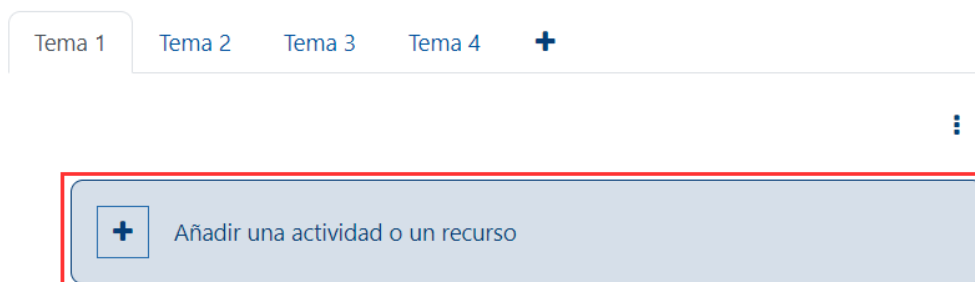 Tema 1 Tema 2 Tema 3 Tema 4 +
+ Añadir una actividad o un recurso